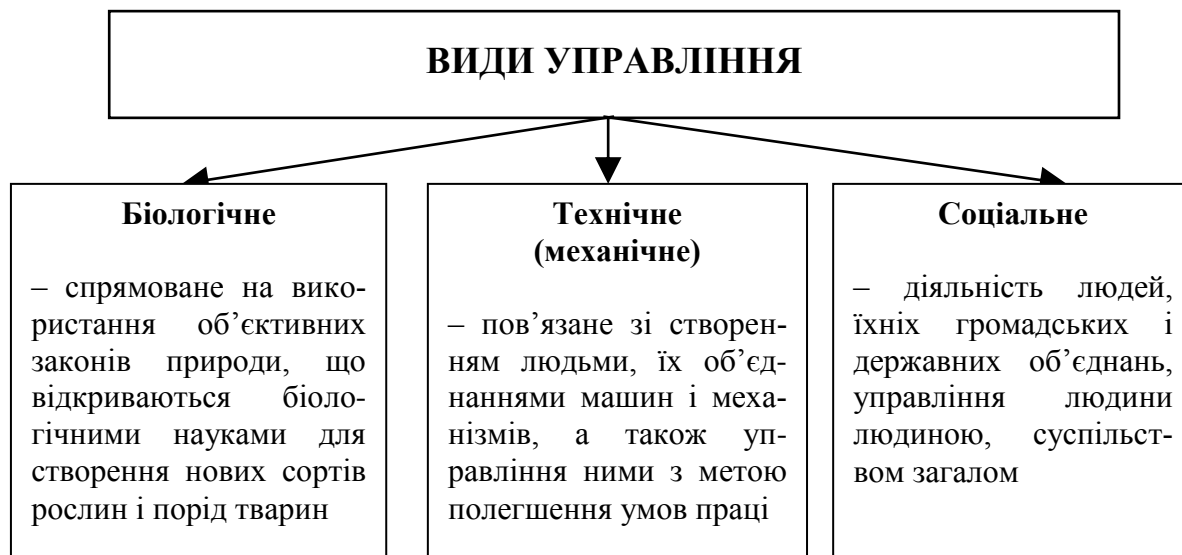 ВИДИ УПРАВЛІННЯ
Біологічне
– спрямоване на вико-
ристання об’єктивних
законів природи, що
відкриваються біоло-
гічними науками для
створення нових сортів
рослин і порід тварин
Технічне
(механічне)
– пов’язане зі створен-
ням людьми, їх об’єд-
наннями машин і меха-
нізмів, а також уп-
равління ними з метою
полегшення умов праці
Соціальне
– діяльність людей,
їхніх громадських і
державних об’єднань,
управління людини
людиною, суспільст-
вом загалом